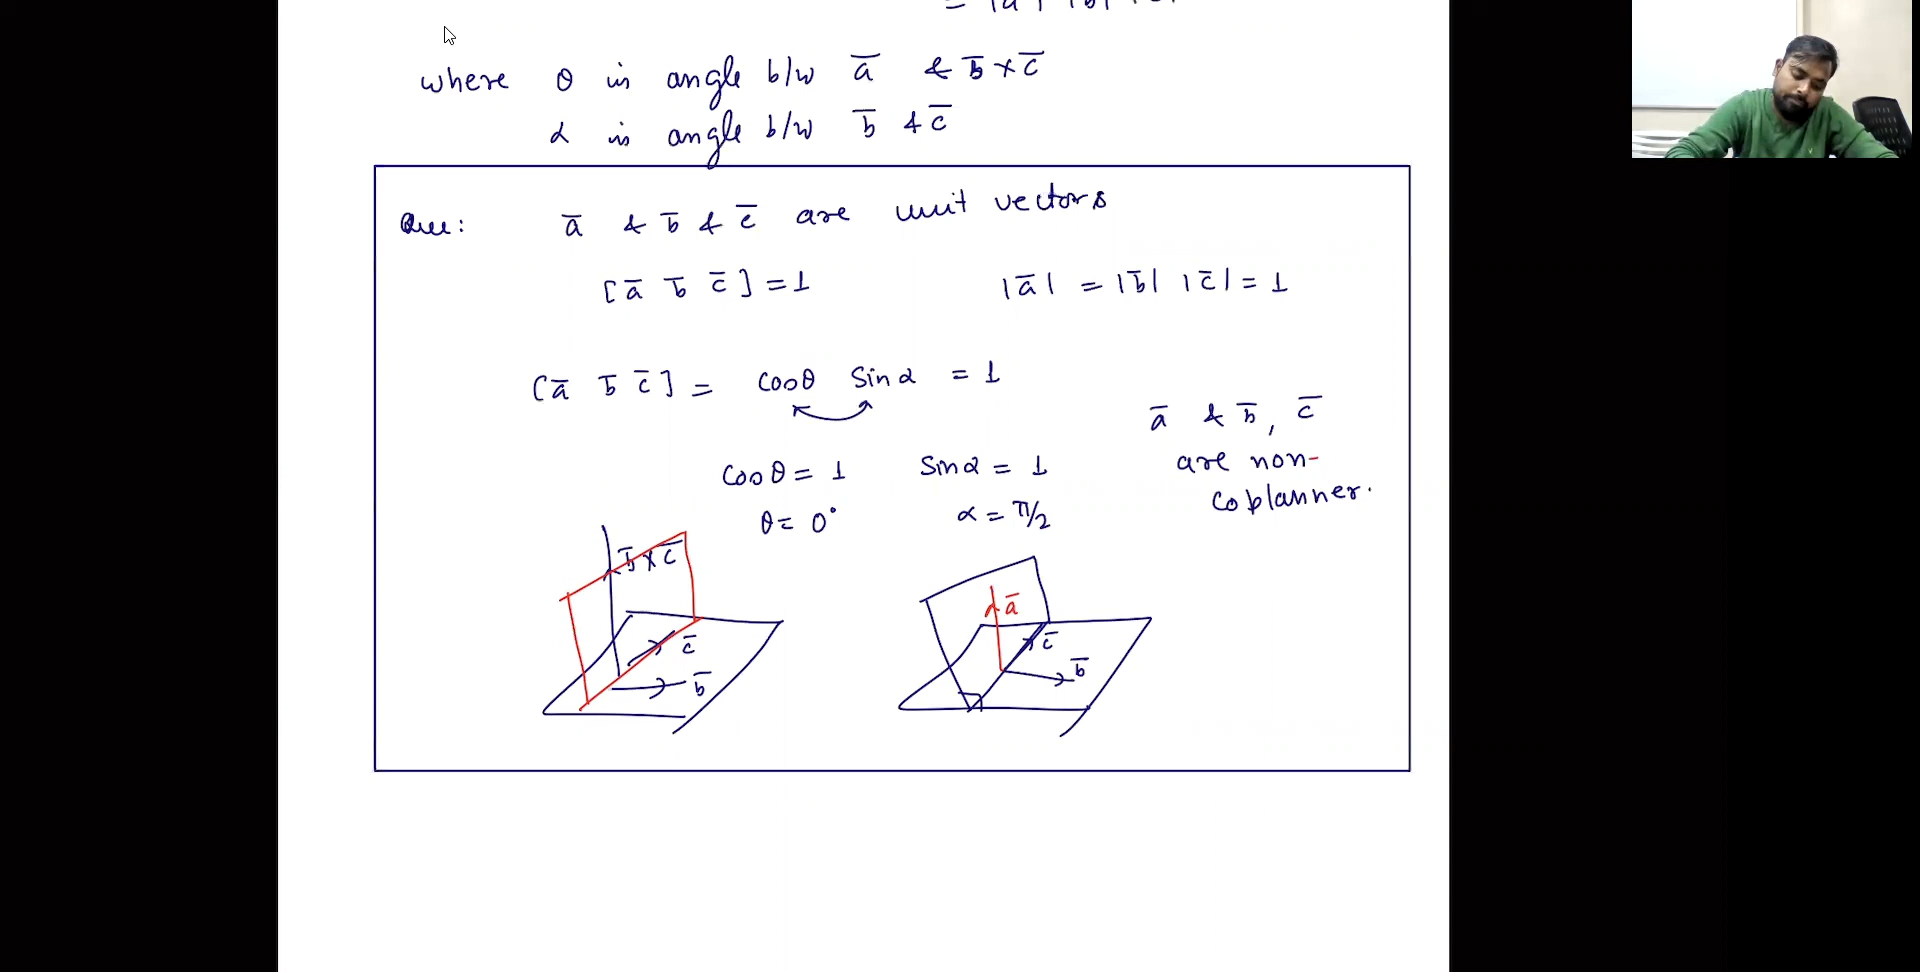 where θ is angle b/w a̅ & b̅ × c̅
α is angle b/w b̅ & c̅
Que: a̅ & b̅ & c̅ are unit vectors
[a̅ b̅ c̅] = 1 |a̅| = |b̅| |c̅| = 1
[a̅ b̅ c̅] = Cosθ Sinα = 1
a̅ & b̅, c̅
are non-
coplanner.
Cosθ = 1 Sinα = 1
θ = 0° α = π/2
b̅ × c̅
c̅
b̅
a̅
c̅
b̅